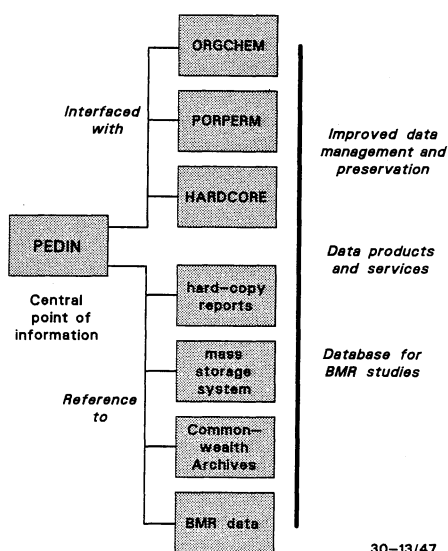 ORGCHEM
Interfaced
with
PORPERM
HARDCORE
PEDIN
Central
point of
information
hard-copy
reports
mass
storage
system
Reference
to
Common-
wealth
Archives
BMR data
Improved data
management and
preservation
Data products
and services
Database for
BMR studies
30-13/47